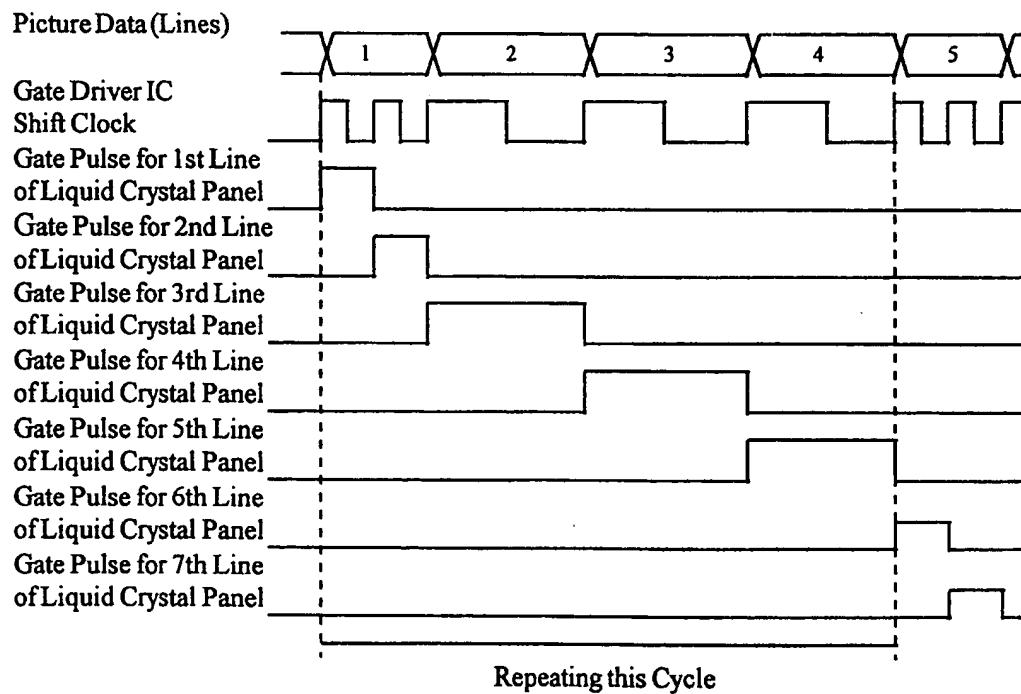 Picture Data (Lines)
1 2 3 4 5
Gate Driver IC
Shift Clock
Gate Pulse for 1st Line
of Liquid Crystal Panel
Gate Pulse for 2nd Line
of Liquid Crystal Panel
Gate Pulse for 3rd Line
of Liquid Crystal Panel
Gate Pulse for 4th Line
of Liquid Crystal Panel
Gate Pulse for 5th Line
of Liquid Crystal Panel
Gate Pulse for 6th Line
of Liquid Crystal Panel
Gate Pulse for 7th Line
of Liquid Crystal Panel
Repeating this Cycle